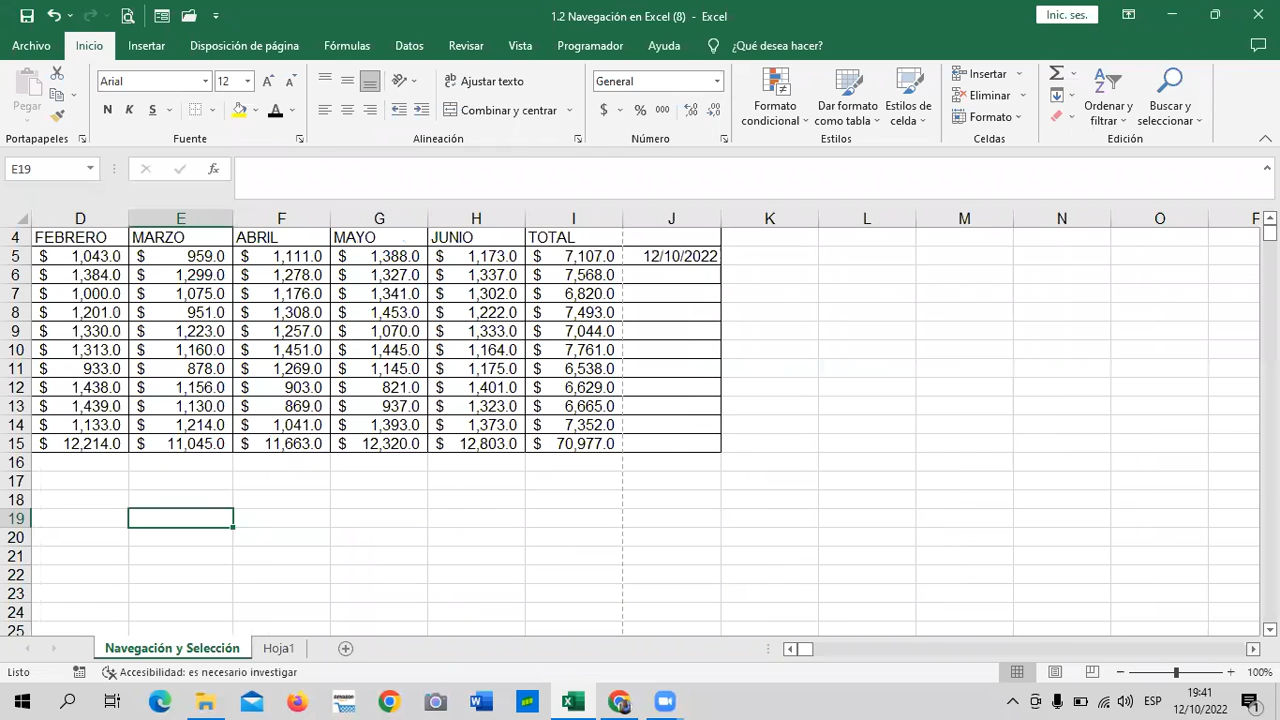 1.2 Navegación en Excel (8) - Excel
Inic. ses.
Archivo Inicio Insertar Disposición de página Fórmulas Datos Revisar Vista Programador Ayuda ¿Qué desea hacer?
Pegar
Portapapeles
Arial 12
N K S
Fuente
Ajustar texto
Combinar y centrar
Alineación
General
$ % 000
Número
Formato condicional
Dar formato como tabla
Estilos de celda
Estilos
Insertar
Eliminar
Formato
Celdas
Ordenar y filtrar
Buscar y seleccionar
Edición
E19 fx
D E F G H I J K L M N O
4 FEBRERO MARZO ABRIL MAYO JUNIO TOTAL
5 $ 1,043.0 $ 959.0 $ 1,111.0 $ 1,388.0 $ 1,173.0 $ 7,107.0 12/10/2022
6 $ 1,384.0 $ 1,299.0 $ 1,278.0 $ 1,327.0 $ 1,337.0 $ 7,568.0
7 $ 1,000.0 $ 1,075.0 $ 1,176.0 $ 1,341.0 $ 1,302.0 $ 6,820.0
8 $ 1,201.0 $ 951.0 $ 1,308.0 $ 1,453.0 $ 1,222.0 $ 7,493.0
9 $ 1,330.0 $ 1,223.0 $ 1,257.0 $ 1,070.0 $ 1,333.0 $ 7,044.0
10 $ 1,313.0 $ 1,160.0 $ 1,451.0 $ 1,445.0 $ 1,164.0 $ 7,761.0
11 $ 933.0 $ 878.0 $ 1,269.0 $ 1,145.0 $ 1,175.0 $ 6,538.0
12 $ 1,438.0 $ 1,156.0 $ 903.0 $ 821.0 $ 1,401.0 $ 6,629.0
13 $ 1,439.0 $ 1,130.0 $ 869.0 $ 937.0 $ 1,323.0 $ 6,665.0
14 $ 1,133.0 $ 1,214.0 $ 1,041.0 $ 1,393.0 $ 1,373.0 $ 7,352.0
15 $ 12,214.0 $ 11,045.0 $ 11,663.0 $ 12,320.0 $ 12,803.0 $ 70,977.0
16
17
18
19
20
21
22
23
24
25
Navegación y Selección Hoja1
Listo Accesibilidad: es necesario investigar 100%
ESP 19:41
12/10/2022